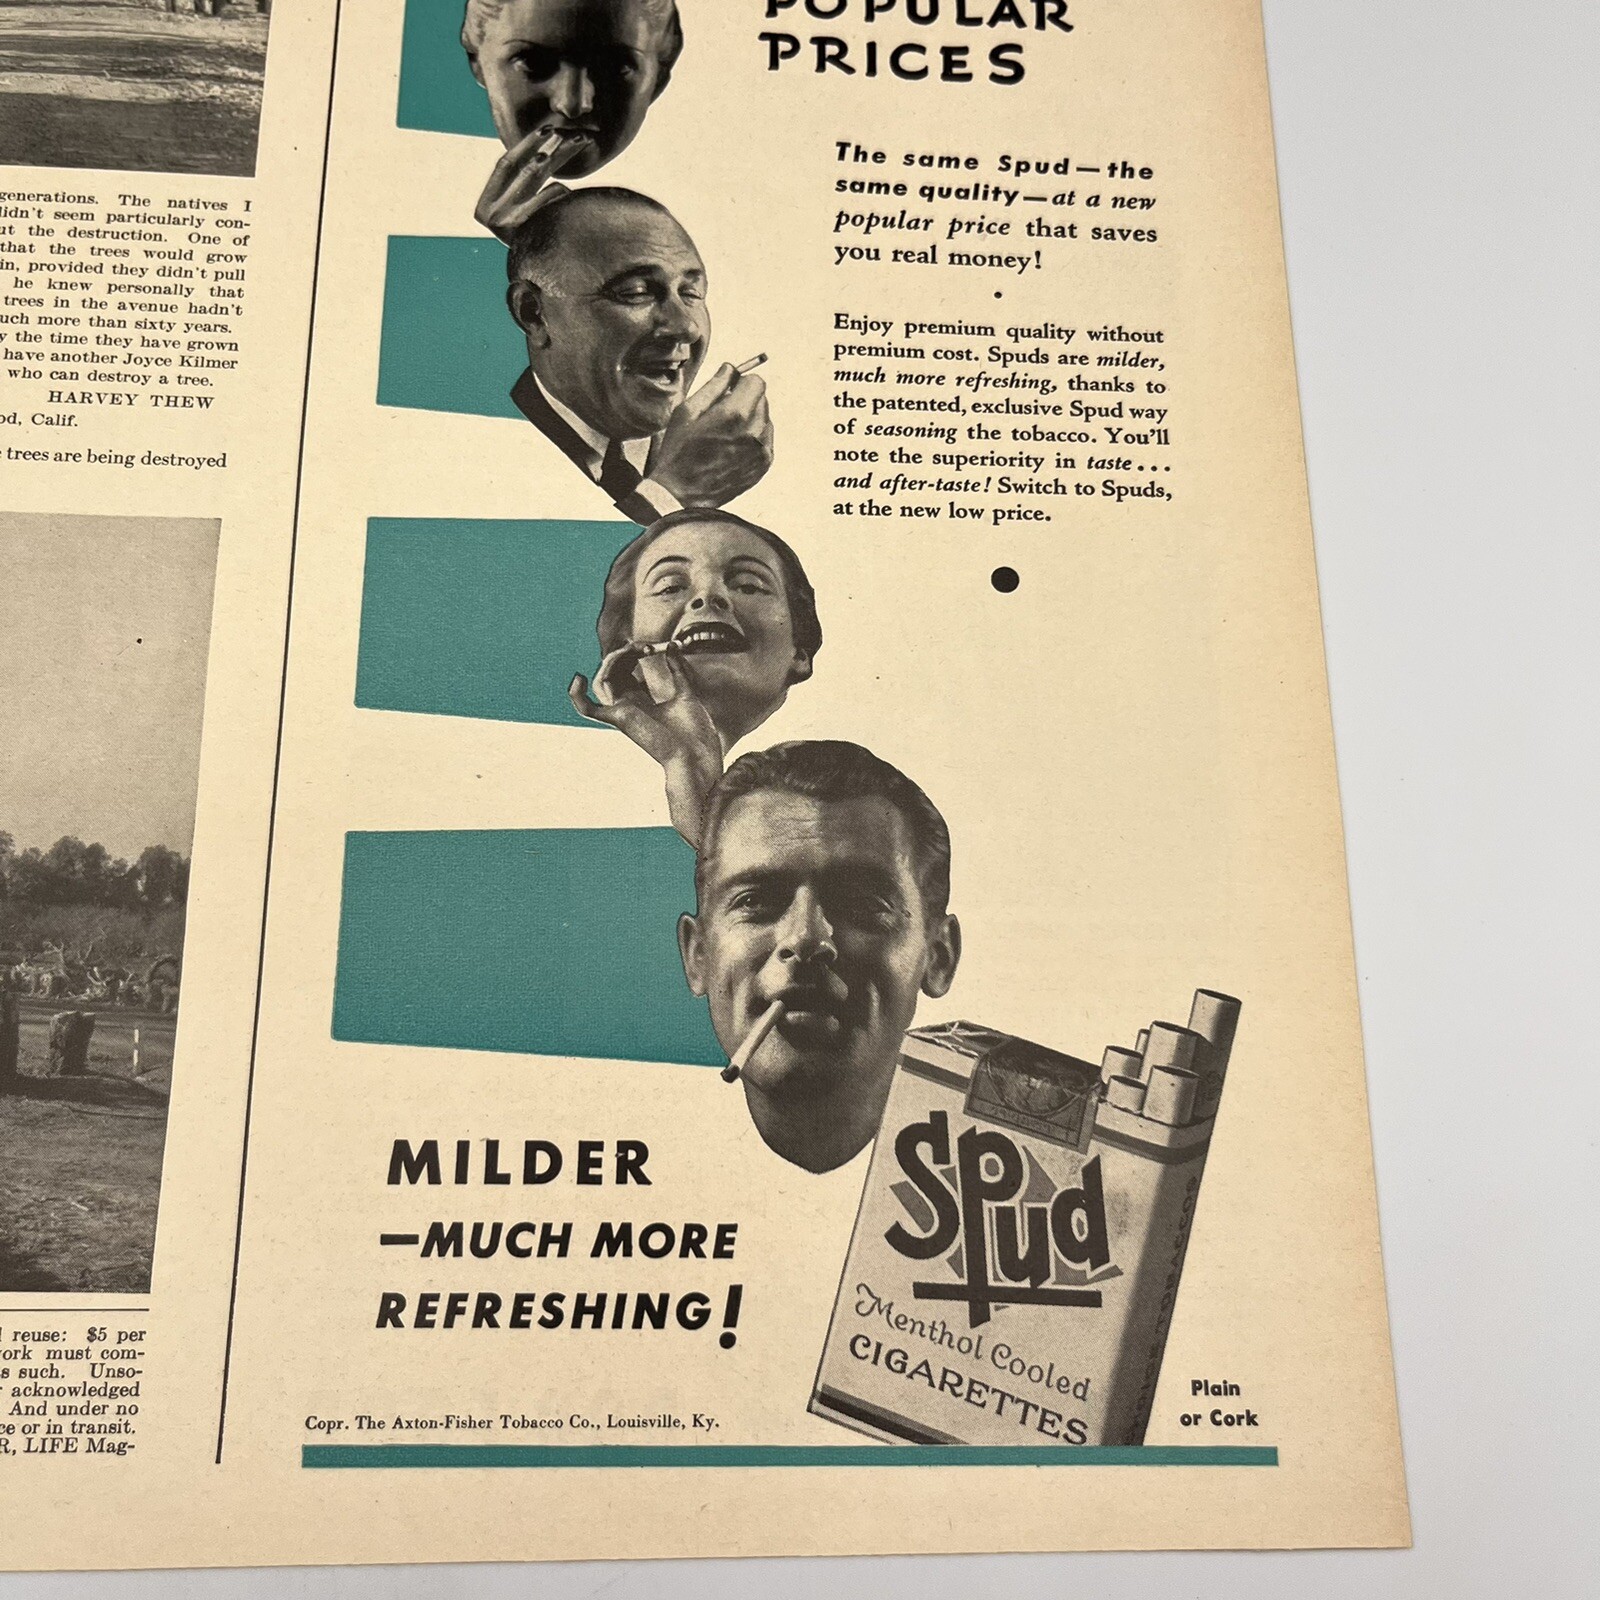 generations. The natives I
didn't seem particularly con-
the destruction. One of
that the trees would grow
in, provided they didn't pull
he knew personally that
trees in the avenue hadn't
much more than sixty years.
the time they have grown
have another Joyce Kilmer
who can destroy a tree.
HARVEY THEW
Calif.
trees are being destroyed
reuse: $5 per
work must com-
such. Unso-
acknowledged
And under no
or in transit.
LIFE Mag-
POPULAR
PRICES
The same Spud—the
same quality—at a new
popular price that saves
you real money!
Enjoy premium quality without
premium cost. Spuds are milder,
much more refreshing, thanks to
the patented, exclusive Spud way
of seasoning the tobacco. You'll
note the superiority in taste...
and after-taste! Switch to Spuds,
at the new low price.
MILDER
—MUCH MORE
REFRESHING!
Spud
Menthol Cooled
CIGARETTES
CHOICE TOBACCOS
Plain
or Cork
Copr. The Axton-Fisher Tobacco Co., Louisville, Ky.